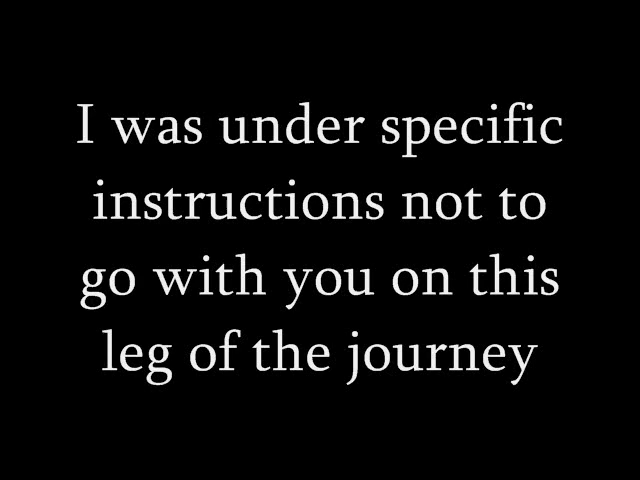 I was under specific
instructions not to
go with you on this
leg of the journey